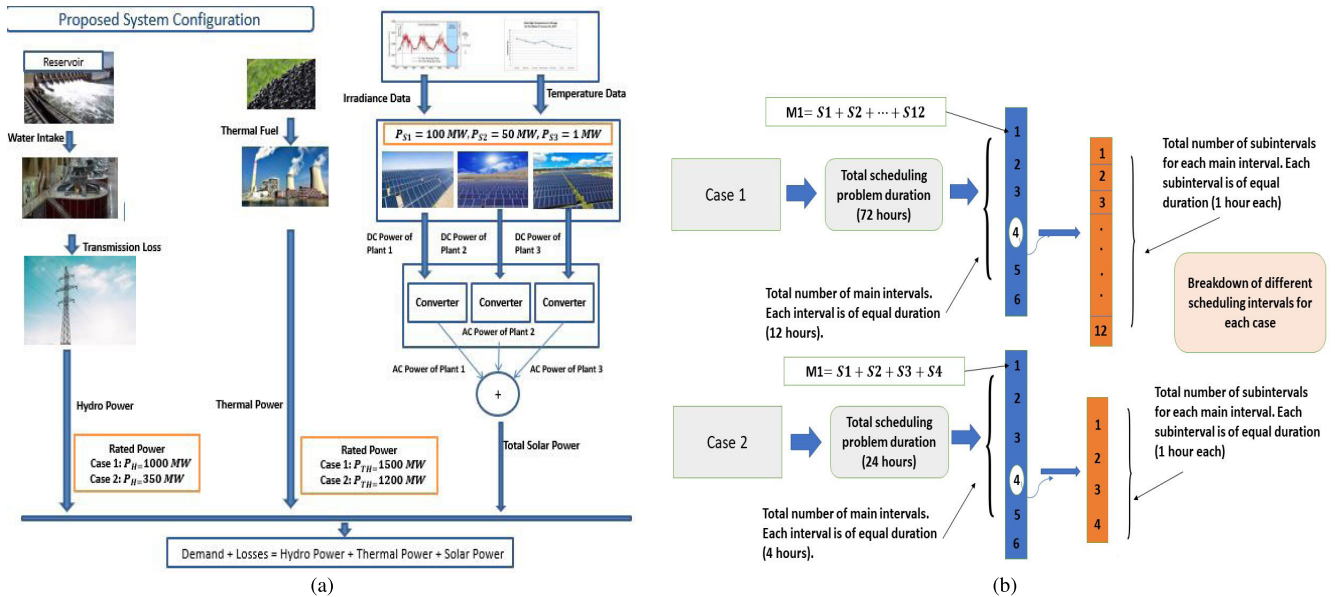 Proposed System Configuration
Reservoir
Water Intake
Transmission Loss
Hydro Power
Rated Power
Case 1: P_H=1000 MW
Case 2: P_H=350 MW
Thermal Fuel
Thermal Power
Rated Power
Case 1: P_TH=1500 MW
Case 2: P_TH=1200 MW
Irradiance Data
Temperature Data
P_S1 = 100 MW, P_S2 = 50 MW, P_S3 = 1 MW
DC Power of
Plant 1
DC Power of
Plant 2
DC Power of
Plant 3
Converter
Converter
Converter
AC Power of Plant 2
AC Power of Plant 1
AC Power of Plant 3
+
Total Solar Power
Demand + Losses = Hydro Power + Thermal Power + Solar Power
(a)
M1= S1 + S2 + ⋯ + S12
Case 1
Total scheduling
problem duration
(72 hours)
1
2
3
4
5
6
1
2
3
.
.
.
.
12
Total number of subintervals
for each main interval. Each
subinterval is of equal
duration (1 hour each)
Total number of main intervals.
Each interval is of equal duration
(12 hours).
Breakdown of different
scheduling intervals for
each case
M1= S1 + S2 + S3 + S4
Case 2
Total scheduling
problem duration
(24 hours)
1
2
3
4
5
6
1
2
3
4
Total number of subintervals
for each main interval. Each
subinterval is of equal duration
(1 hour each)
Total number of main intervals.
Each interval is of equal duration
(4 hours).
(b)